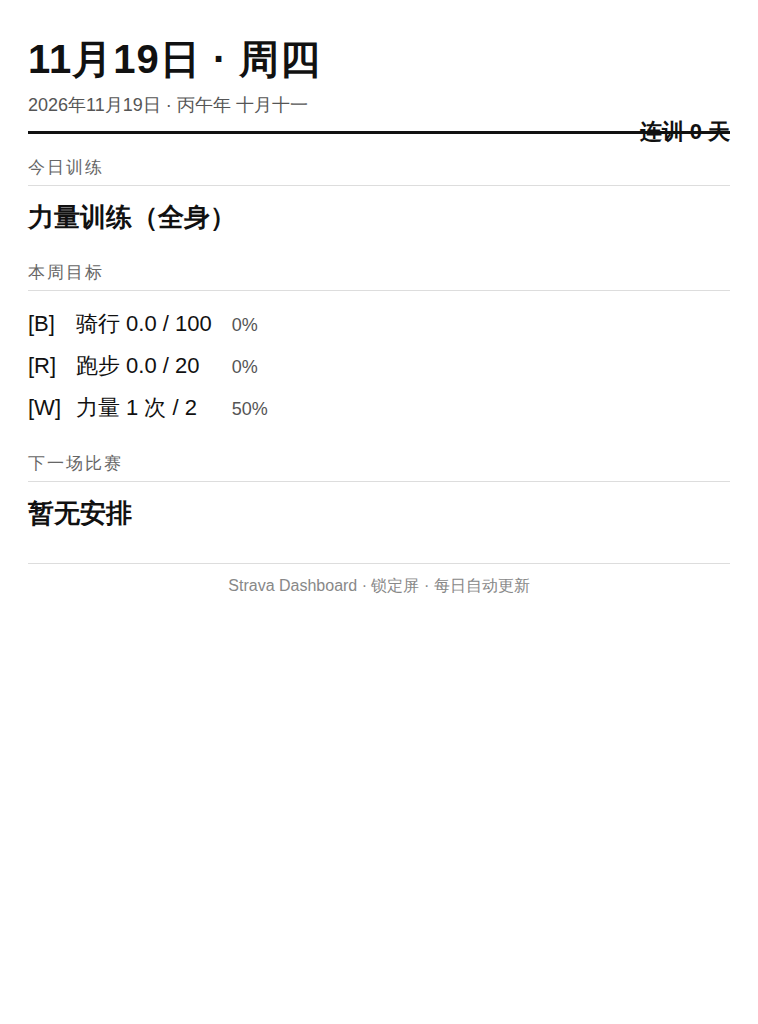 11月19日 · 周四
2026年11月19日 · 丙午年 十月十一
连训 0 天
今日训练
力量训练（全身）
本周目标
[B] 骑行 0.0 / 100 0%
[R] 跑步 0.0 / 20 0%
[W] 力量 1 次 / 2 50%
下一场比赛
暂无安排
Strava Dashboard · 锁定屏 · 每日自动更新